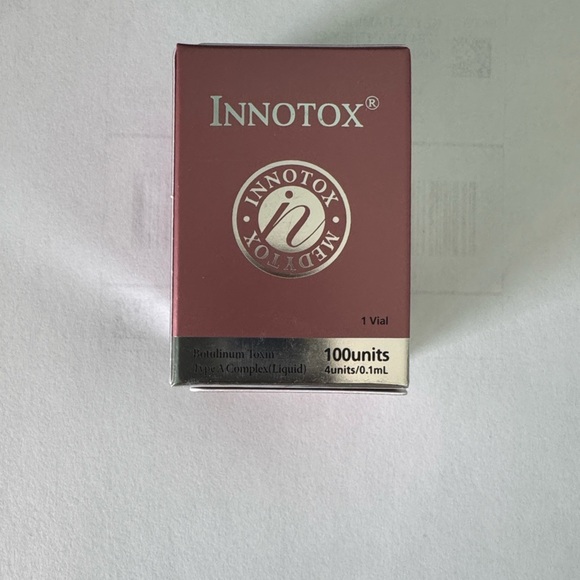 INNOTOX®
INNOTOX · MEDYTOX ·
in
1 Vial
Botulinum Toxin
Type A Complex(Liquid)
100units
4units/0.1mL